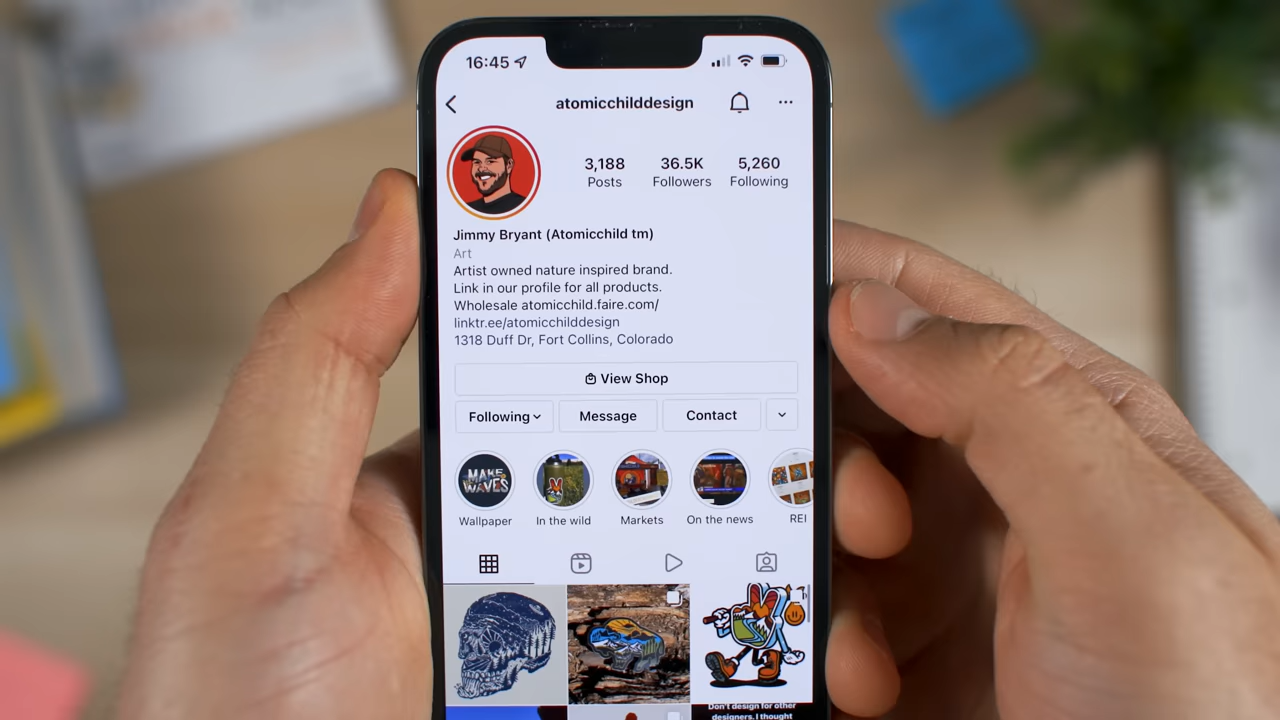 16:45
atomicchilddesign
3,188 36.5K 5,260
Posts Followers Following
Jimmy Bryant (Atomicchild tm)
Art
Artist owned nature inspired brand.
Link in our profile for all products.
Wholesale atomicchild.faire.com/
linktr.ee/atomicchilddesign
1318 Duff Dr, Fort Collins, Colorado
View Shop
Following Message Contact
MAKE
WAVES
Wallpaper In the wild Markets On the news REI
Don't design for other
designers. I thought